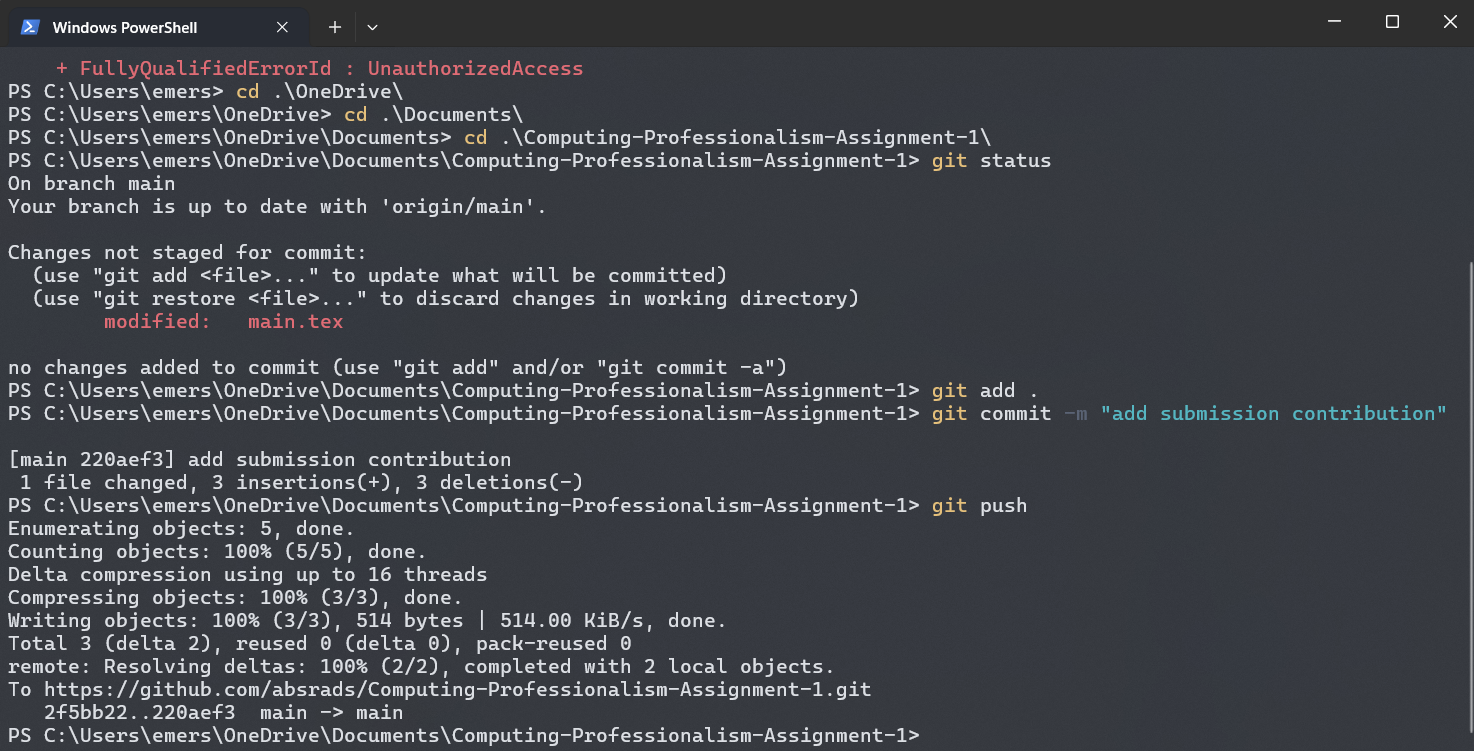 Windows PowerShell
    + FullyQualifiedErrorId : UnauthorizedAccess
PS C:\Users\emers> cd .\OneDrive\
PS C:\Users\emers\OneDrive> cd .\Documents\
PS C:\Users\emers\OneDrive\Documents> cd .\Computing-Professionalism-Assignment-1\
PS C:\Users\emers\OneDrive\Documents\Computing-Professionalism-Assignment-1> git status
On branch main
Your branch is up to date with 'origin/main'.

Changes not staged for commit:
  (use "git add <file>..." to update what will be committed)
  (use "git restore <file>..." to discard changes in working directory)
        modified:   main.tex

no changes added to commit (use "git add" and/or "git commit -a")
PS C:\Users\emers\OneDrive\Documents\Computing-Professionalism-Assignment-1> git add .
PS C:\Users\emers\OneDrive\Documents\Computing-Professionalism-Assignment-1> git commit -m "add submission contribution"

[main 220aef3] add submission contribution
 1 file changed, 3 insertions(+), 3 deletions(-)
PS C:\Users\emers\OneDrive\Documents\Computing-Professionalism-Assignment-1> git push
Enumerating objects: 5, done.
Counting objects: 100% (5/5), done.
Delta compression using up to 16 threads
Compressing objects: 100% (3/3), done.
Writing objects: 100% (3/3), 514 bytes | 514.00 KiB/s, done.
Total 3 (delta 2), reused 0 (delta 0), pack-reused 0
remote: Resolving deltas: 100% (2/2), completed with 2 local objects.
To https://github.com/absrads/Computing-Professionalism-Assignment-1.git
   2f5bb22..220aef3  main -> main
PS C:\Users\emers\OneDrive\Documents\Computing-Professionalism-Assignment-1>